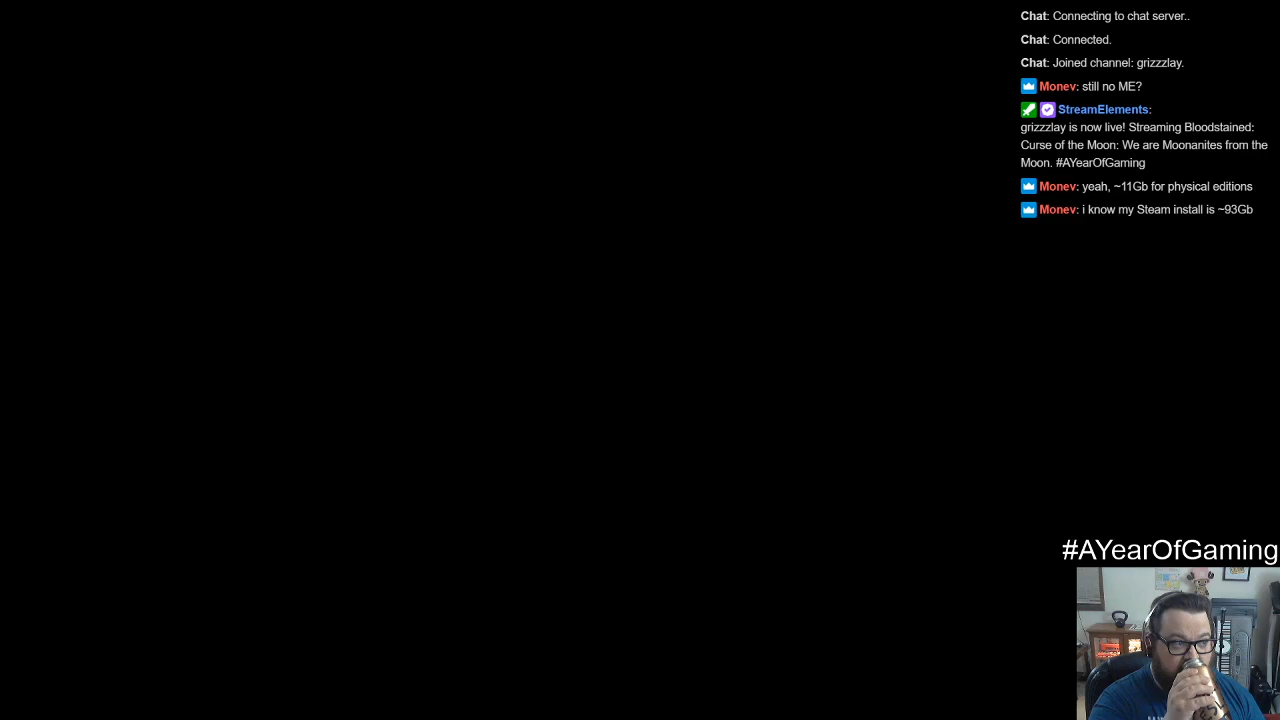 Chat: Connecting to chat server..
Chat: Connected.
Chat: Joined channel: grizzzlay.
Monev: still no ME?
StreamElements:
grizzzlay is now live! Streaming Bloodstained:
Curse of the Moon: We are Moonanites from the
Moon. #AYearOfGaming
Monev: yeah, ~11Gb for physical editions
Monev: i know my Steam install is ~93Gb
#AYearOfGaming